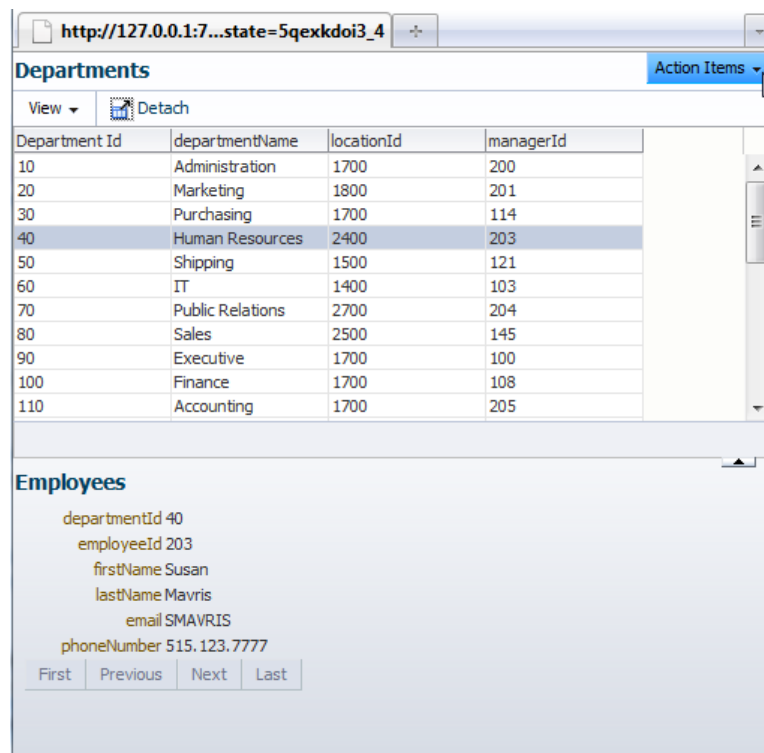 http://127.0.0.1:7...state=5qexkdoi3_4
Departments Action Items
View Detach
Department Id departmentName locationId managerId
10 Administration 1700 200
20 Marketing 1800 201
30 Purchasing 1700 114
40 Human Resources 2400 203
50 Shipping 1500 121
60 IT 1400 103
70 Public Relations 2700 204
80 Sales 2500 145
90 Executive 1700 100
100 Finance 1700 108
110 Accounting 1700 205
Employees
departmentId 40
employeeId 203
firstName Susan
lastName Mavris
email SMAVRIS
phoneNumber 515.123.7777
First Previous Next Last